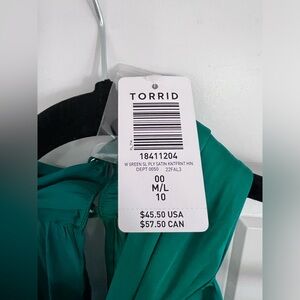 TORRID
18411204
W GREEN SL PLY SATIN KNTFRNT HIN
DEPT 0050 22FAL3
00
M/L
10
$45.50 USA
$57.50 CAN